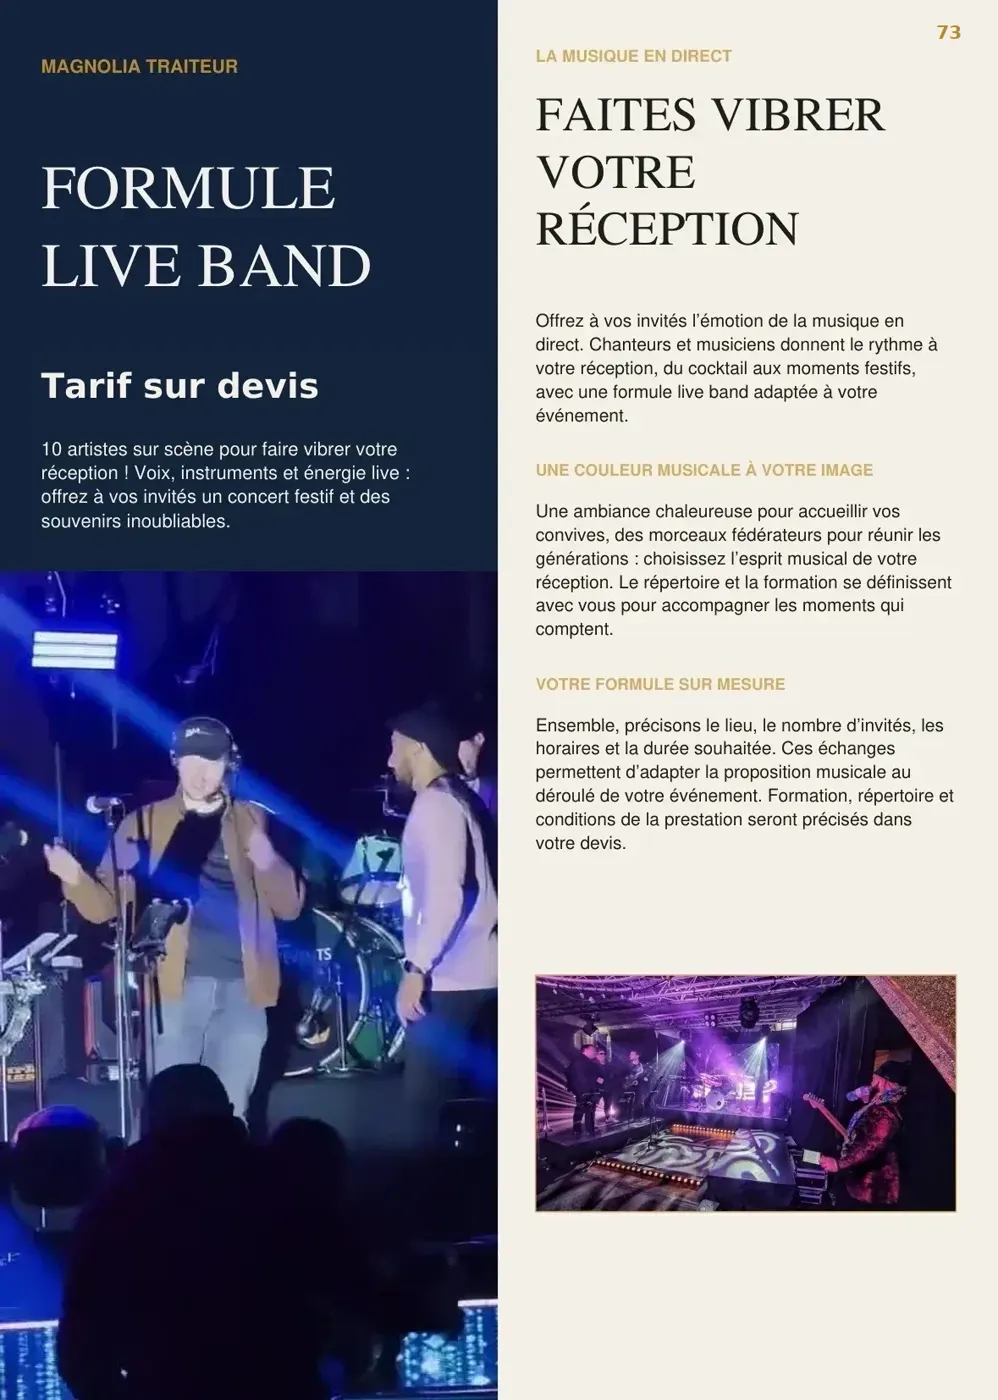 MAGNOLIA TRAITEUR
FORMULE
LIVE BAND
Tarif sur devis
10 artistes sur scène pour faire vibrer votre
réception ! Voix, instruments et énergie live :
offrez à vos invités un concert festif et des
souvenirs inoubliables.
TS
73
LA MUSIQUE EN DIRECT
FAITES VIBRER
VOTRE
RÉCEPTION
Offrez à vos invités l’émotion de la musique en
direct. Chanteurs et musiciens donnent le rythme à
votre réception, du cocktail aux moments festifs,
avec une formule live band adaptée à votre
événement.
UNE COULEUR MUSICALE À VOTRE IMAGE
Une ambiance chaleureuse pour accueillir vos
convives, des morceaux fédérateurs pour réunir les
générations : choisissez l’esprit musical de votre
réception. Le répertoire et la formation se définissent
avec vous pour accompagner les moments qui
comptent.
VOTRE FORMULE SUR MESURE
Ensemble, précisons le lieu, le nombre d’invités, les
horaires et la durée souhaitée. Ces échanges
permettent d’adapter la proposition musicale au
déroulé de votre événement. Formation, répertoire et
conditions de la prestation seront précisés dans
votre devis.